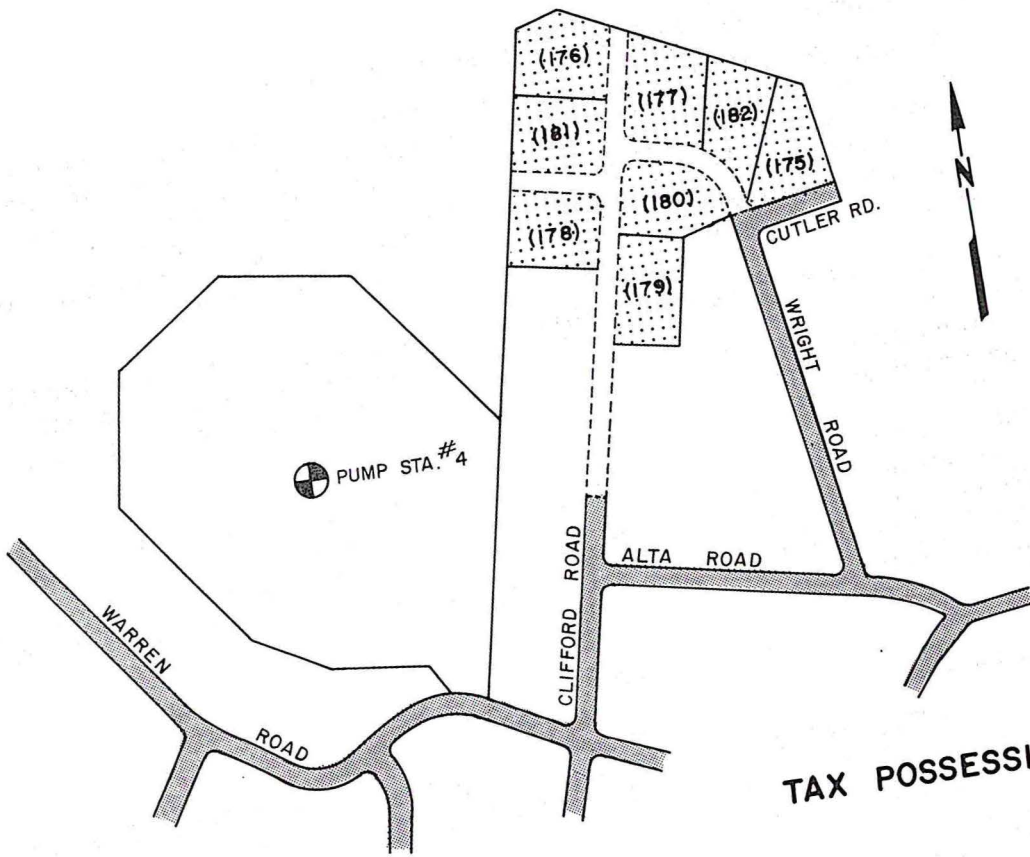 (176)
(177)
(182)
(181)
(175)
(180)
(178)
(179)
N
CUTLER RD.
WRIGHT ROAD
PUMP STA. #4
CLIFFORD ROAD
ALTA ROAD
WARREN ROAD
TAX